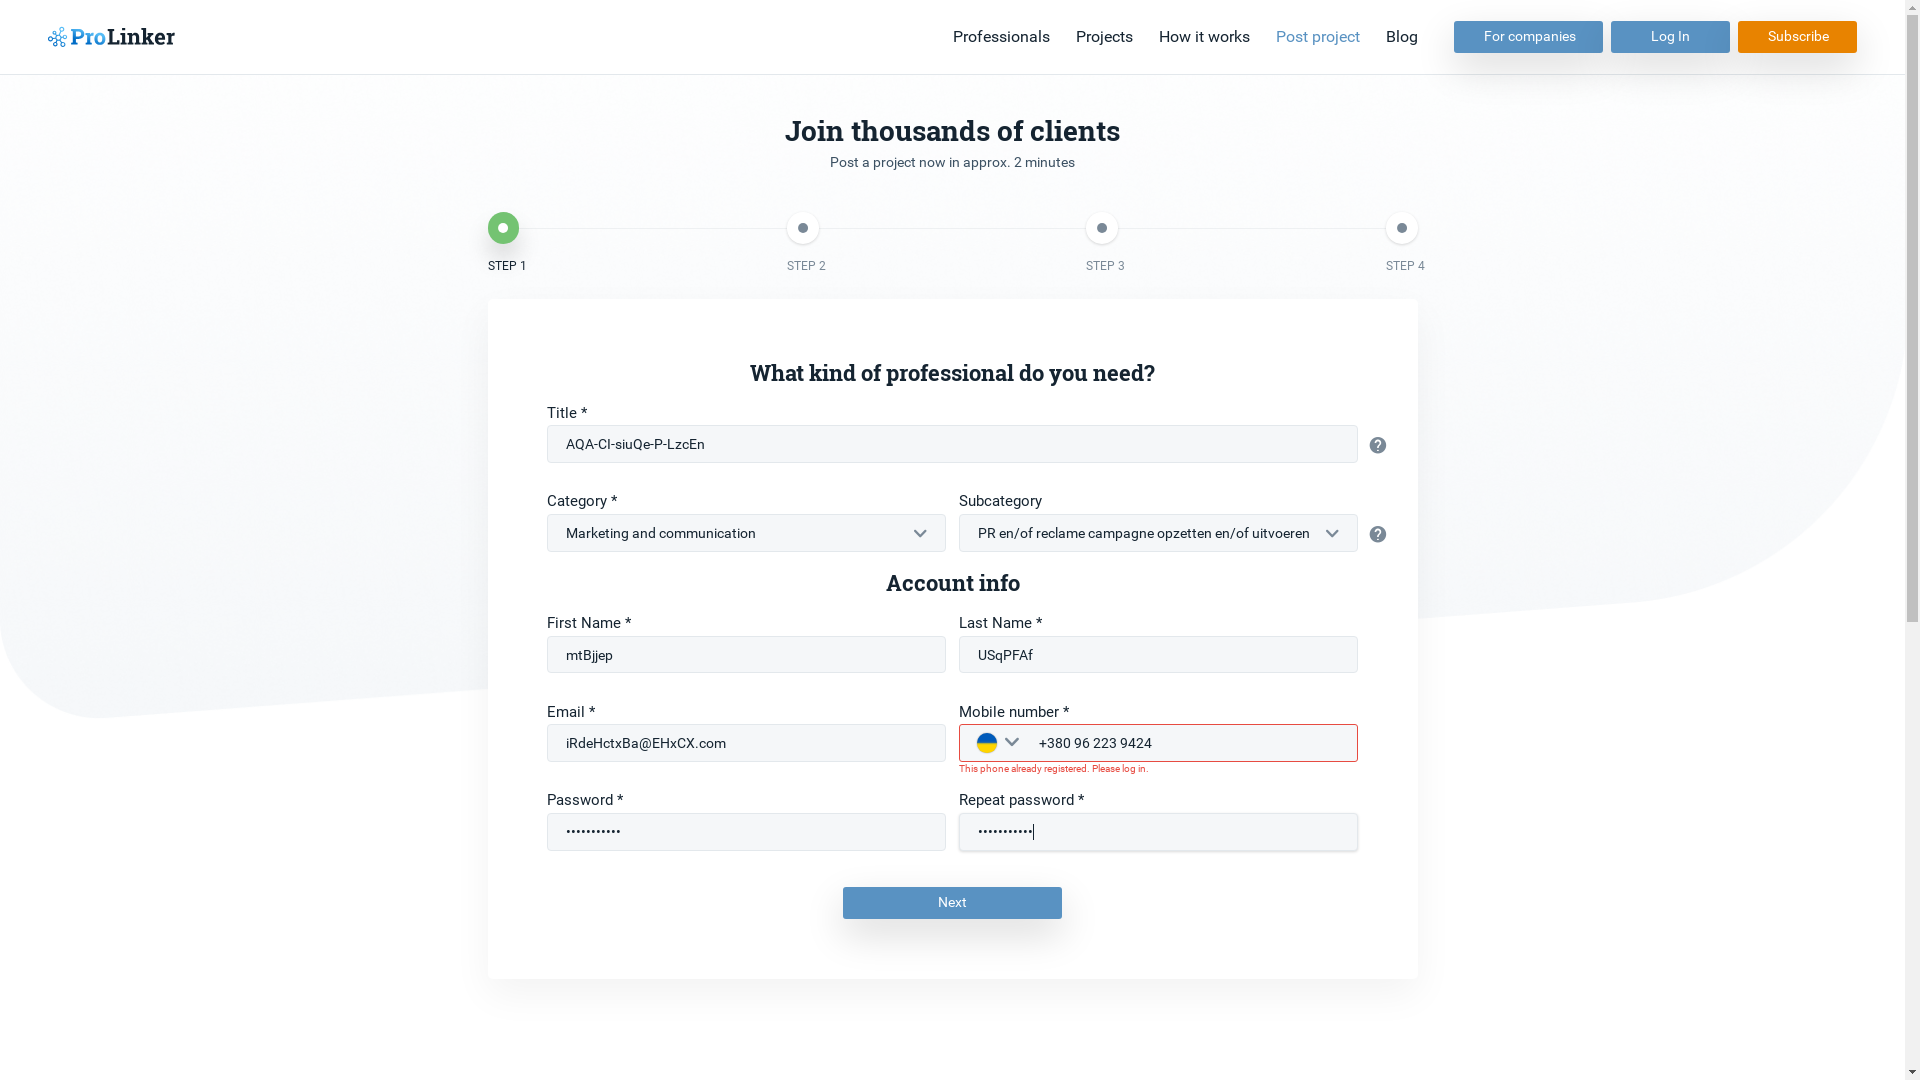 ProLinker
Professionals
Projects
How it works
Post project
Blog
For companies
Log In
Subscribe
Join thousands of clients
Post a project now in approx. 2 minutes
STEP 1
STEP 2
STEP 3
STEP 4
What kind of professional do you need?
Title *
AQA-CI-siuQe-P-LzcEn
Category *
Subcategory
Marketing and communication
PR en/of reclame campagne opzetten en/of uitvoeren
Account info
First Name *
Last Name *
mtBjjep
USqPFAf
Email *
Mobile number *
iRdeHctxBa@EHxCX.com
+380 96 223 9424
This phone already registered. Please log in.
Password *
Repeat password *
•••••••••••
•••••••••••
Next